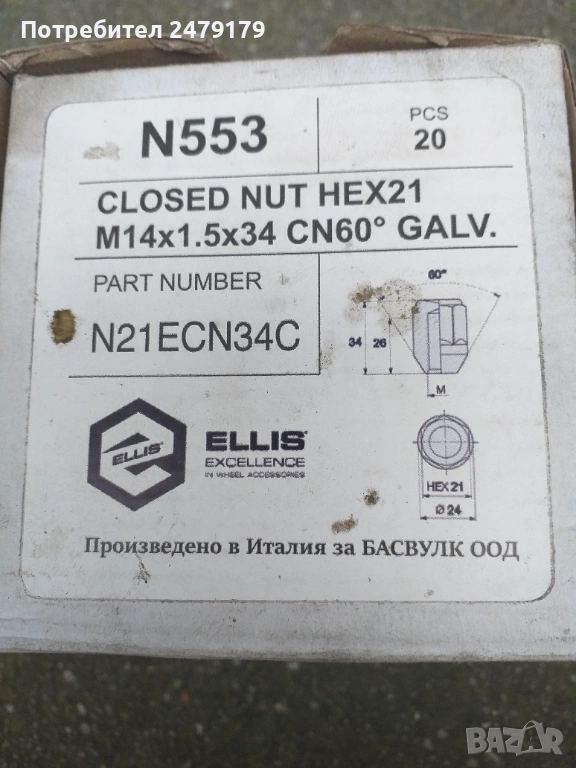 Потребител 2479179
N553
PCS
20
CLOSED NUT HEX21
M14x1.5x34 CN60° GALV.
PART NUMBER
N21ECN34C
60°
34
26
M
ELLIS
ELLIS
EXCELLENCE
IN WHEEL ACCESSORIES
HEX 21
Ø 24
Произведено в Италия за БАСВУЛК ООД
BAZAR